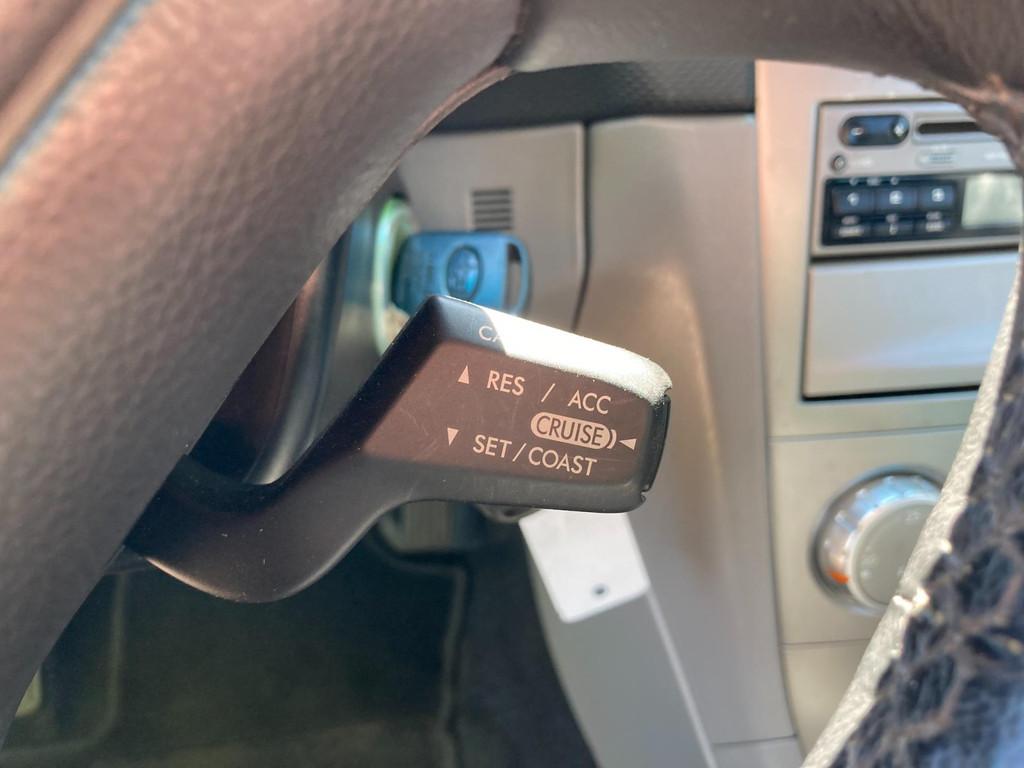 RES / ACC
CRUISE
SET / COAST